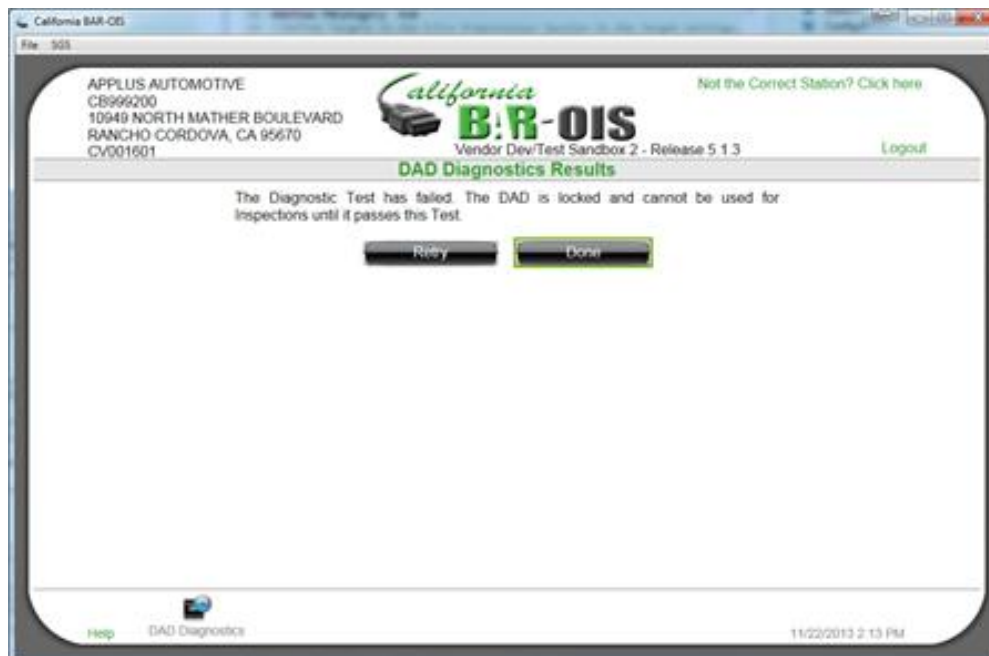 California BAR-OIS
File SGS
APPLUS AUTOMOTIVE
CB999200
10949 NORTH MATHER BOULEVARD
RANCHO CORDOVA, CA 95670
CV001601
California
BAR-OIS
Vendor Dev/Test Sandbox 2 - Release 5.1.3
Not the Correct Station? Click here
Logout
DAD Diagnostics Results
The Diagnostic Test has failed. The DAD is locked and cannot be used for
Inspections until it passes this Test.
Retry Done
Help DAD Diagnostics 11/22/2013 2:13 PM